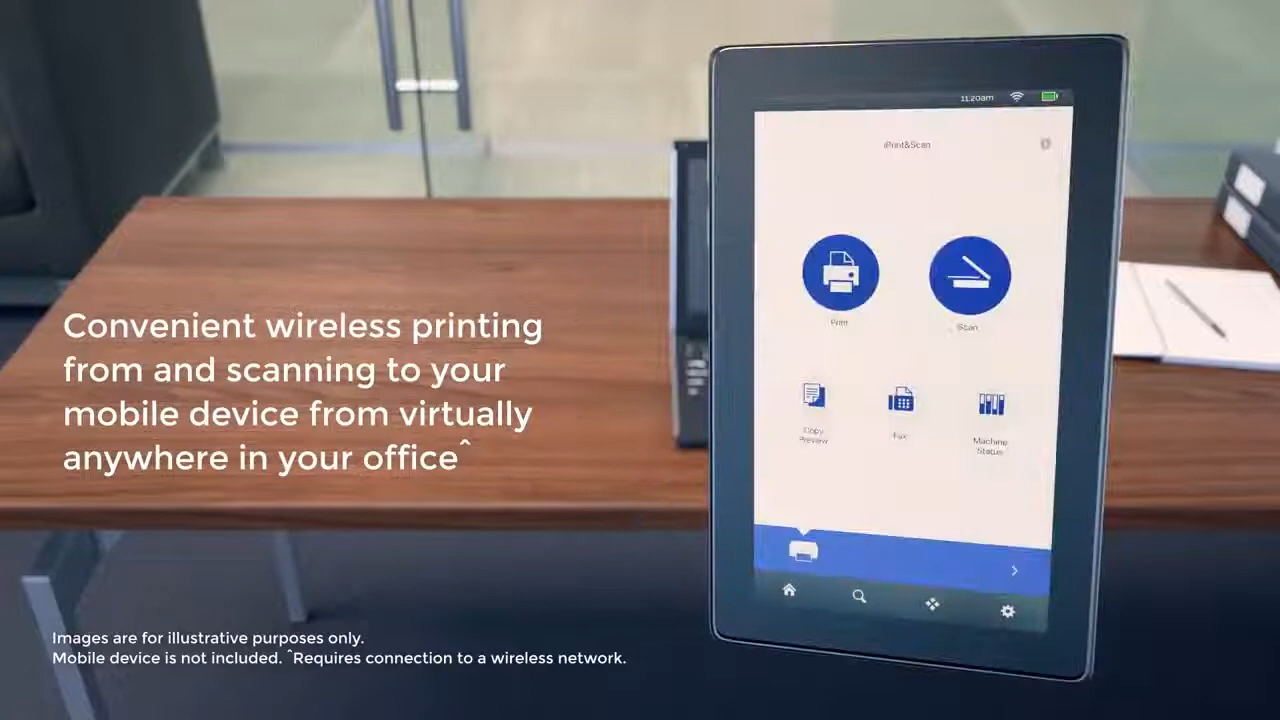 11:20am
iPrint&Scan
Print
Scan
Copy
Preview
Fax
Machine
Status
Convenient wireless printing
from and scanning to your
mobile device from virtually
anywhere in your office^
Images are for illustrative purposes only.
Mobile device is not included. ^Requires connection to a wireless network.